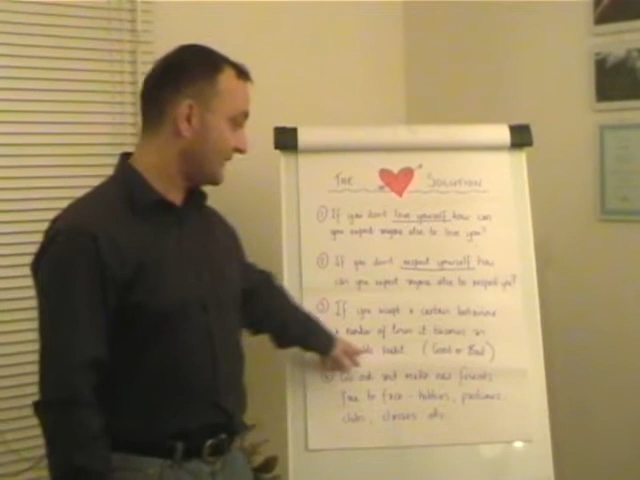 THE SOLUTION
① If you don't love yourself how can
you expect anyone else to love you?
② If you don't respect yourself how
can you expect anyone else to respect you?
③ If you accept a certain behaviour
a number of times it becomes an
habit (Good or Bad)
Go out and make new friends
face to face - hobbies, pastimes,
clubs, classes etc.